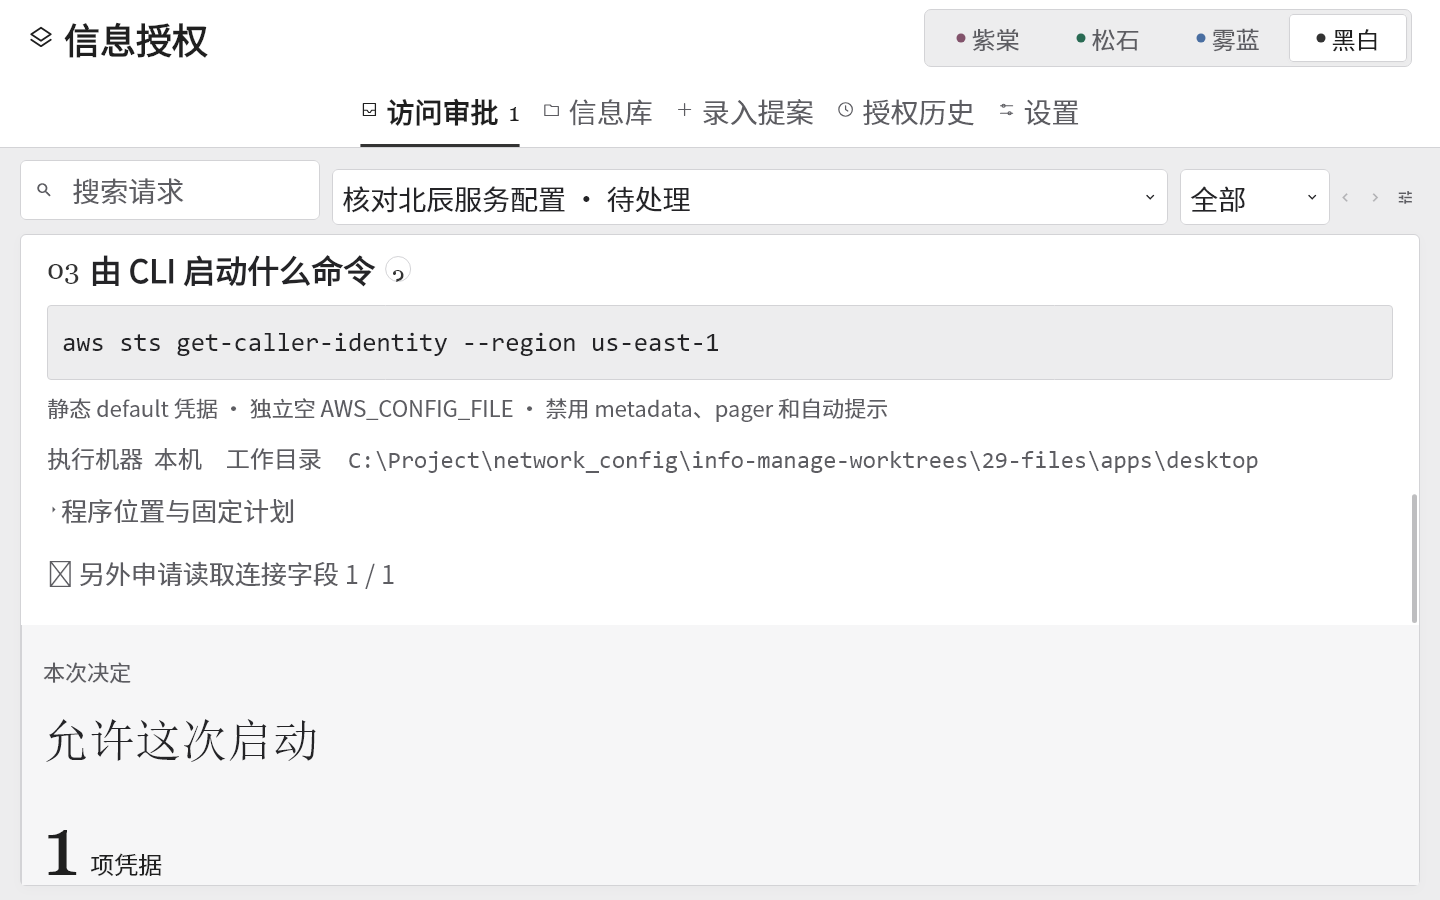 信息授权
紫棠 松石 雾蓝 黑白
访问审批 1 信息库 录入提案 授权历史 设置
搜索请求 核对北辰服务配置 · 待处理 全部
03 由 CLI 启动什么命令 ?
aws sts get-caller-identity --region us-east-1
静态 default 凭据 · 独立空 AWS_CONFIG_FILE · 禁用 metadata、pager 和自动提示
执行机器 本机 工作目录 C:\Project\network_config\info-manage-worktrees\29-files\apps\desktop
程序位置与固定计划
另外申请读取连接字段 1 / 1
本次决定
允许这次启动
1 项凭据